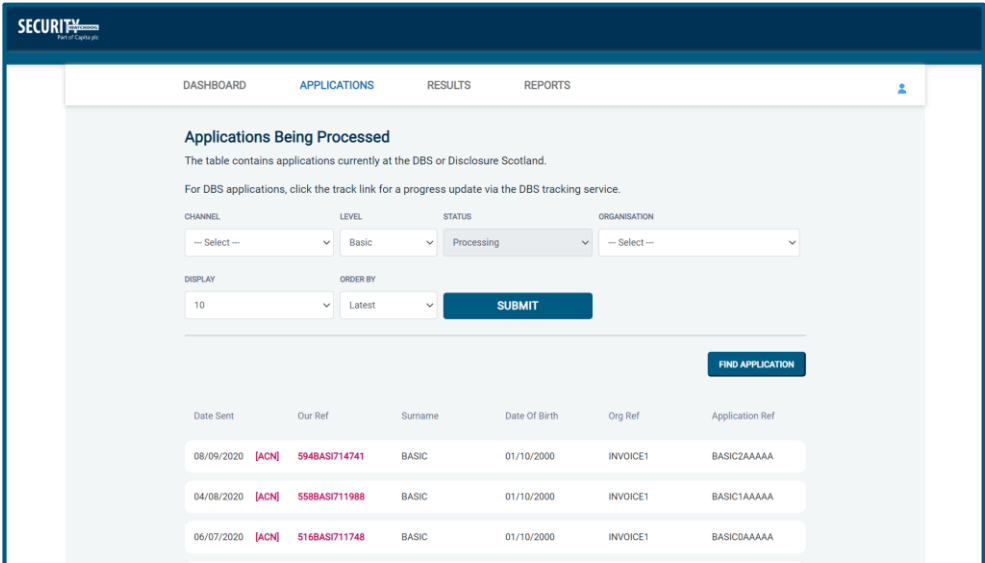 SECURITY WATCHDOG
Part of Capita plc
DASHBOARD APPLICATIONS RESULTS REPORTS
Applications Being Processed
The table contains applications currently at the DBS or Disclosure Scotland.
For DBS applications, click the track link for a progress update via the DBS tracking service.
CHANNEL LEVEL STATUS ORGANISATION
--- Select --- Basic Processing --- Select ---
DISPLAY ORDER BY
10 Latest SUBMIT
FIND APPLICATION
Date Sent Our Ref Surname Date Of Birth Org Ref Application Ref
08/09/2020 [ACN] 594BASI714741 BASIC 01/10/2000 INVOICE1 BASIC2AAAAA
04/08/2020 [ACN] 558BASI711988 BASIC 01/10/2000 INVOICE1 BASIC1AAAAA
06/07/2020 [ACN] 516BASI711748 BASIC 01/10/2000 INVOICE1 BASIC0AAAAA